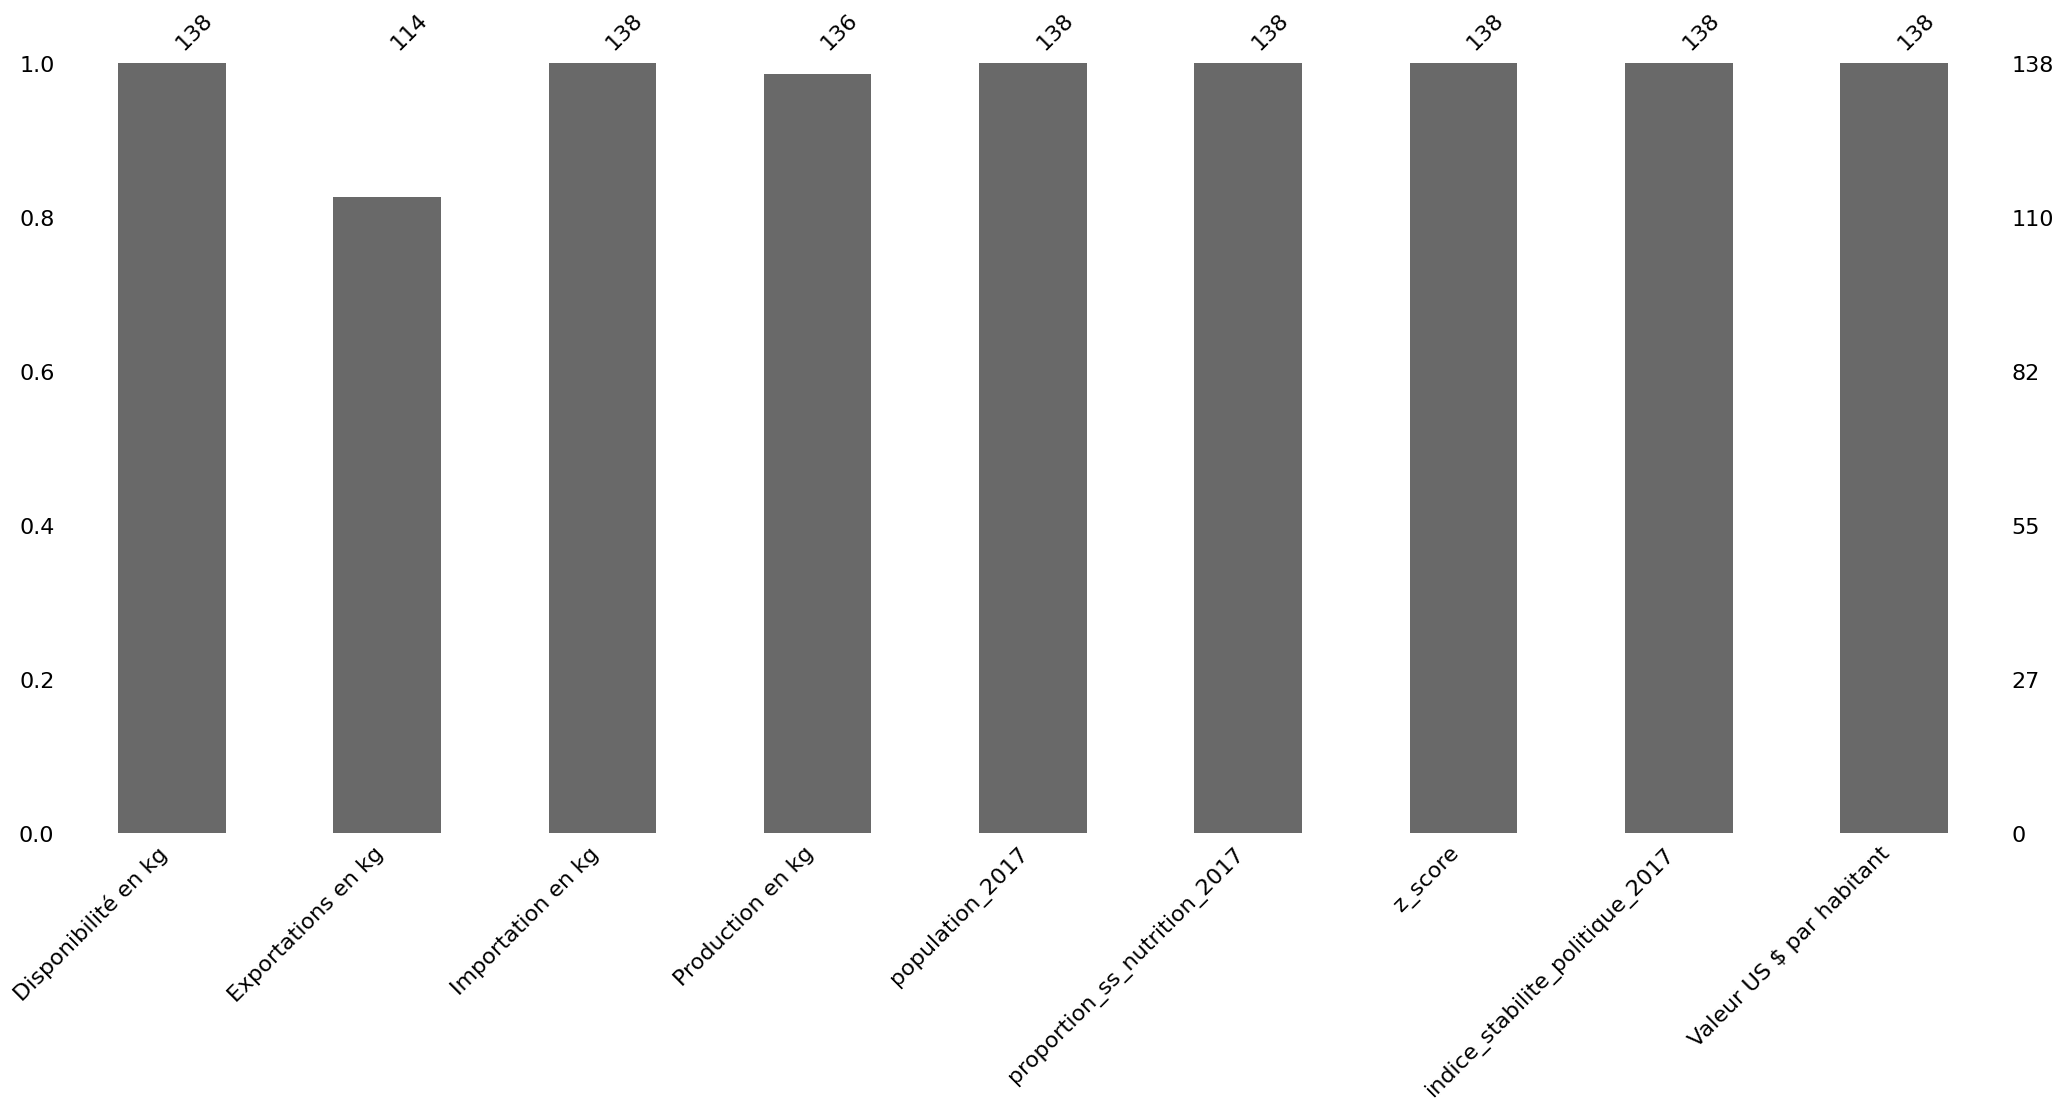 138
114
138
136
138
138
138
138
138
1.0
0.8
0.6
0.4
0.2
0.0
138
110
82
55
27
0
Disponibilité en kg
Exportations en kg
Importation en kg
Production en kg
population_2017
proportion_ss_nutrition_2017
z_score
indice_stabilite_politique_2017
Valeur US $ par habitant